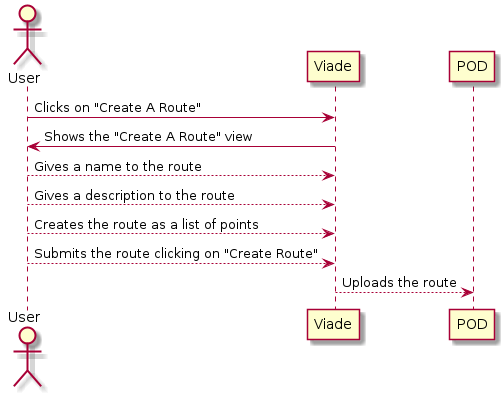 User
Viade
POD
Clicks on "Create A Route"
Shows the "Create A Route" view
Gives a name to the route
Gives a description to the route
Creates the route as a list of points
Submits the route clicking on "Create Route"
Uploads the route
User
Viade
POD